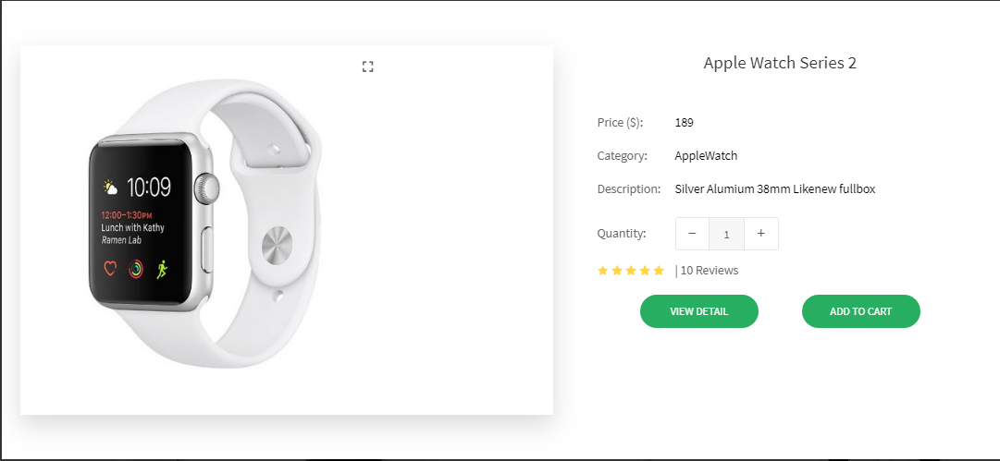 Apple Watch Series 2
10:09
12:00–1:30PM
Lunch with Kathy
Ramen Lab
Price ($): 189
Category: AppleWatch
Description: Silver Alumium 38mm Likenew fullbox
Quantity: − 1 +
| 10 Reviews
VIEW DETAIL ADD TO CART